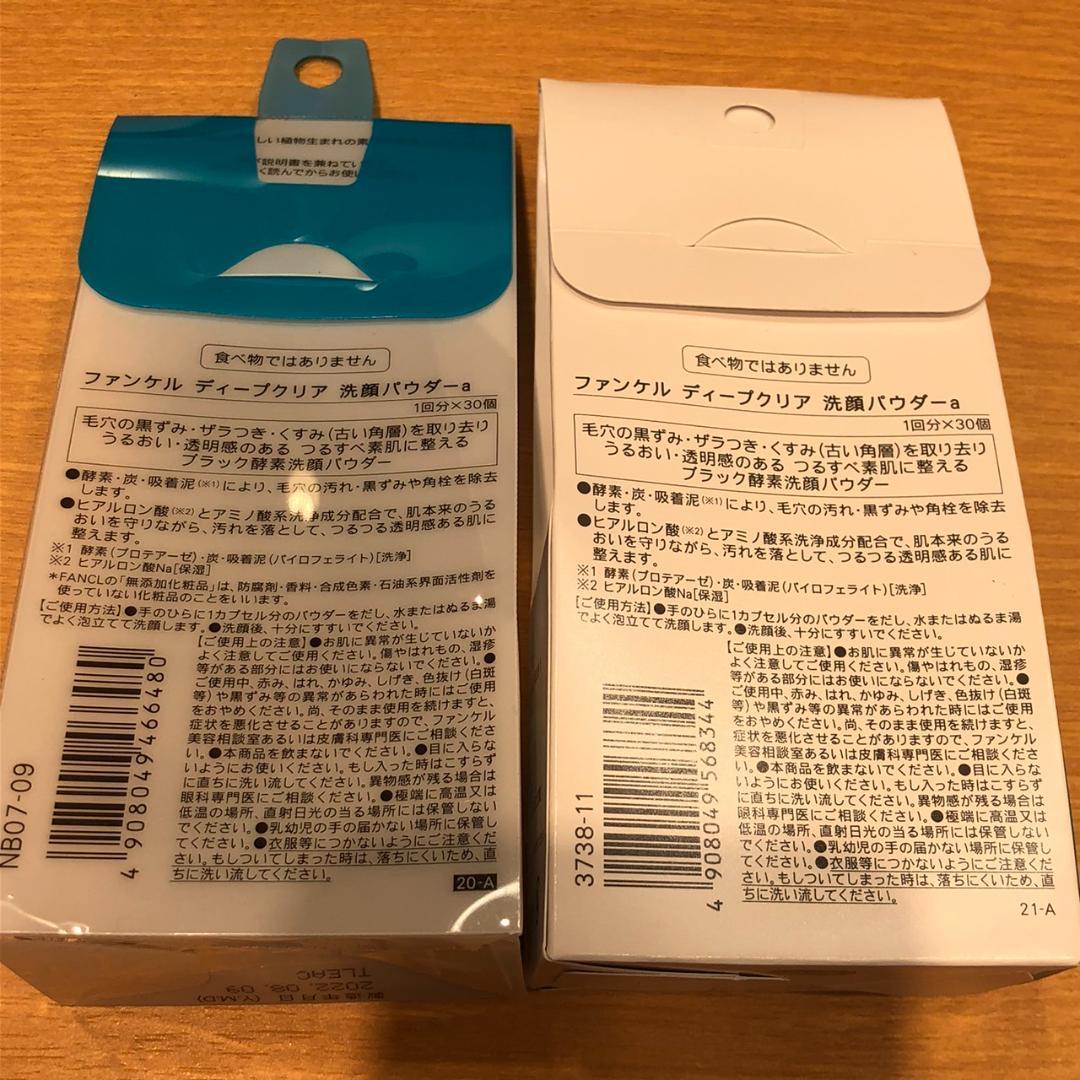 しい植物生まれの素
く説明書を兼ねてい
く読んでからお使い
食べ物ではありません
ファンケル ディープクリア 洗顔パウダーa
1回分×30個
毛穴の黒ずみ・ザラつき・くすみ(古い角層)を取り去り
うるおい・透明感のある つるすべ素肌に整える
ブラック酵素洗顔パウダー
●酵素・炭・吸着泥(※1)により、毛穴の汚れ・黒ずみや角栓を除去
します。
●ヒアルロン酸(※2)とアミノ酸系洗浄成分配合で、肌本来のうる
おいを守りながら、汚れを落として、つるつる透明感ある肌に
整えます。
※1 酵素(プロテアーゼ)・炭・吸着泥(パイロフェライト)[洗浄]
※2 ヒアルロン酸Na[保湿]
*FANCLの「無添加化粧品」は、防腐剤・香料・合成色素・石油系界面活性剤を
使っていない化粧品のことをいいます。
【ご使用方法】●手のひらに1カプセル分のパウダーをだし、水またはぬるま湯
でよく泡立てて洗顔します。●洗顔後、十分にすすいでください。
【ご使用上の注意】●お肌に異常が生じていないか
よく注意してご使用ください。傷やはれもの、湿疹
等がある部分にはお使いにならないでください。●
ご使用中、赤み、はれ、かゆみ、しげき、色抜け(白斑
等)や黒ずみ等の異常があらわれた時にはご使用
をおやめください。尚、そのまま使用を続けますと、
症状を悪化させることがありますので、ファンケル
美容相談室あるいは皮膚科専門医にご相談くださ
い。●本商品を飲まないでください。●目に入らな
いようにお使いください。もし入った時はこすらず
に直ちに洗い流してください。異物感が残る場合は
眼科専門医にご相談ください。●極端に高温又は
低温の場所、直射日光の当る場所には保管しない
でください。●乳幼児の手の届かない場所に保管し
てください。●衣服等につかないようにご注意くだ
さい。もしついてしまった時は、落ちにくいため、直
ちに洗い流してください。
NB07-09
4 908049 466480
20-A
製造年月日 (Y.M.D)
2022.08.09
TLEAC
食べ物ではありません
ファンケル ディープクリア 洗顔パウダーa
1回分×30個
毛穴の黒ずみ・ザラつき・くすみ(古い角層)を取り去り
うるおい・透明感のある つるすべ素肌に整える
ブラック酵素洗顔パウダー
●酵素・炭・吸着泥(※1)により、毛穴の汚れ・黒ずみや角栓を除去
します。
●ヒアルロン酸(※2)とアミノ酸系洗浄成分配合で、肌本来のうる
おいを守りながら、汚れを落として、つるつる透明感ある肌に
整えます。
※1 酵素(プロテアーゼ)・炭・吸着泥(パイロフェライト)[洗浄]
※2 ヒアルロン酸Na[保湿]
【ご使用方法】●手のひらに1カプセル分のパウダーをだし、水またはぬるま湯
でよく泡立てて洗顔します。●洗顔後、十分にすすいでください。
【ご使用上の注意】●お肌に異常が生じていないか
よく注意してご使用ください。傷やはれもの、湿疹
等がある部分にはお使いにならないでください。●
ご使用中、赤み、はれ、かゆみ、しげき、色抜け(白斑
等)や黒ずみ等の異常があらわれた時にはご使用
をおやめください。尚、そのまま使用を続けますと、
症状を悪化させることがありますので、ファンケル
美容相談室あるいは皮膚科専門医にご相談くださ
い。●本商品を飲まないでください。●目に入らな
いようにお使いください。もし入った時はこすらず
に直ちに洗い流してください。異物感が残る場合は
眼科専門医にご相談ください。●極端に高温又は
低温の場所、直射日光の当る場所には保管しない
でください。●乳幼児の手の届かない場所に保管し
てください。●衣服等につかないようにご注意くだ
さい。もしついてしまった時は、落ちにくいため、直
ちに洗い流してください。
3738-11
4 908049 568344
21-A